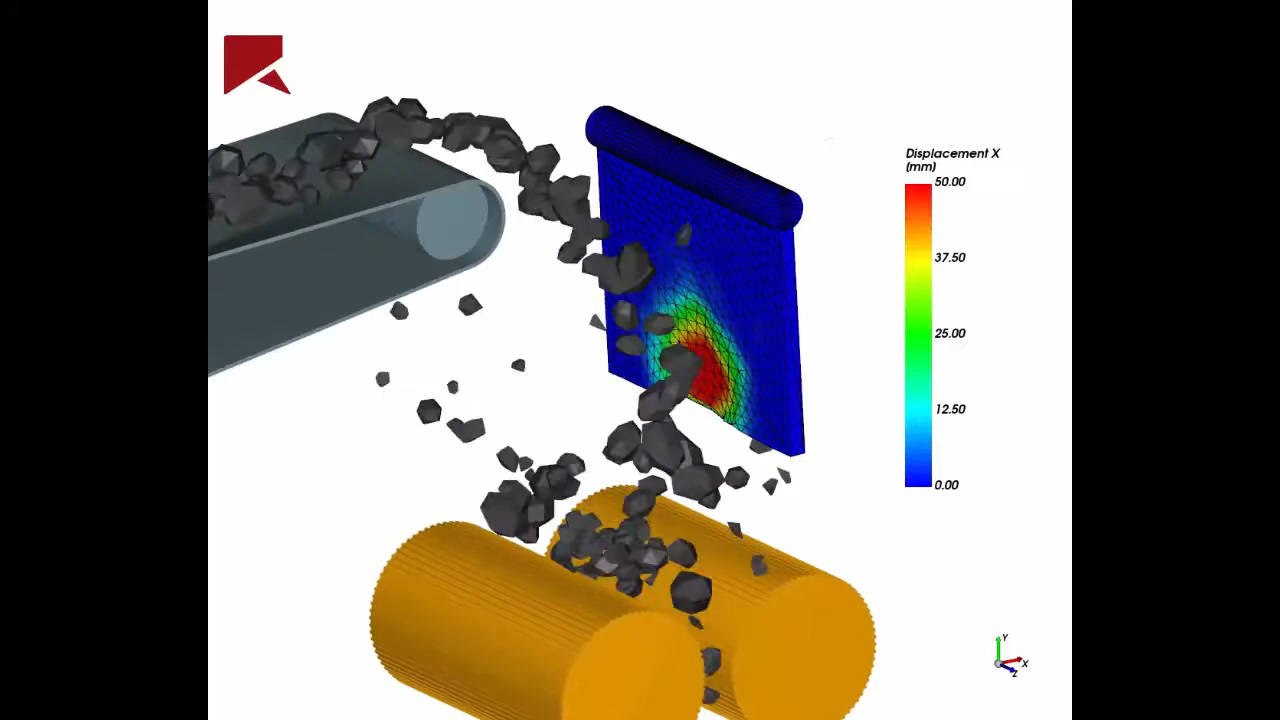 Displacement X
(mm)
50.00
37.50
25.00
12.50
0.00
Y
X
Z